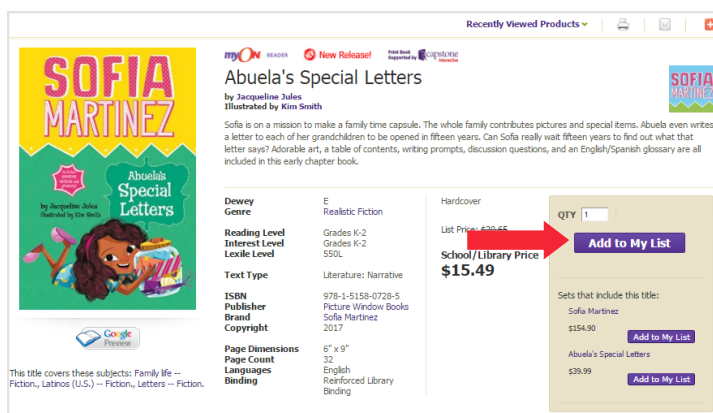 Recently Viewed Products
myON READER
New Release!
Print Book
Supported by
capstone
interactive
Abuela's Special Letters
by Jacqueline Jules
Illustrated by Kim Smith
Sofia is on a mission to make a family time capsule. The whole family contributes pictures and special items. Abuela even writes
a letter to each of her grandchildren to be opened in fifteen years. Can Sofia really wait fifteen years to find out what that
letter says? Adorable art, a table of contents, writing prompts, discussion questions, and an English/Spanish glossary are all
included in this early chapter book.
SOFIA
MARTINEZ
SOFIA
MARTINEZ
Abuela's
Special
Letters
by Jacqueline Jules
illustrated by Kim Smith
Google
Preview
This title covers these subjects: Family life --
Fiction., Latinos (U.S.) -- Fiction., Letters -- Fiction.
Dewey E
Genre Realistic Fiction
Reading Level Grades K-2
Interest Level Grades K-2
Lexile Level 550L
Text Type Literature: Narrative
ISBN 978-1-5158-0728-5
Publisher Picture Window Books
Brand Sofia Martinez
Copyright 2017
Page Dimensions 6" x 9"
Page Count 32
Languages English
Binding Reinforced Library
Binding
Hardcover
List Price: $20.65
School/Library Price
$15.49
QTY 1
Add to My List
Sets that include this title:
Sofia Martinez
$154.90
Add to My List
Abuela's Special Letters
$39.99
Add to My List